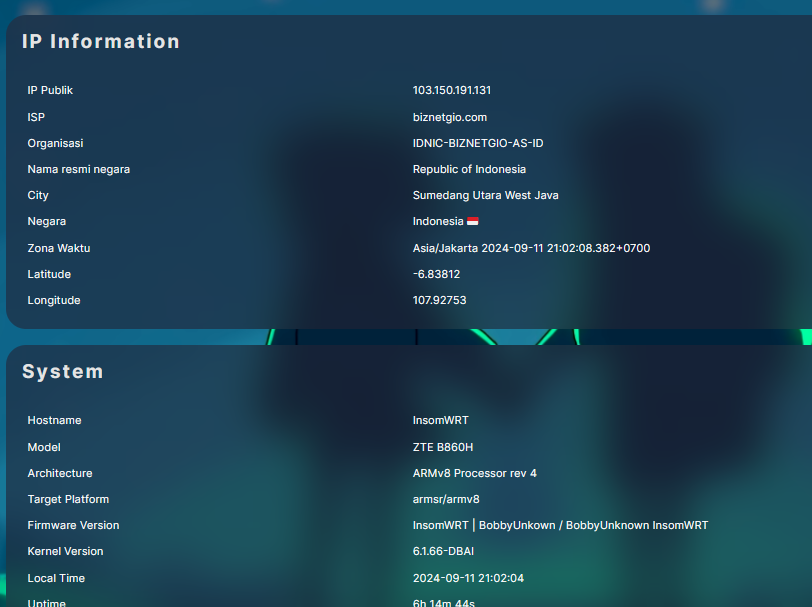 IP Information
IP Publik 103.150.191.131
ISP biznetgio.com
Organisasi IDNIC-BIZNETGIO-AS-ID
Nama resmi negara Republic of Indonesia
City Sumedang Utara West Java
Negara Indonesia 🇮🇩
Zona Waktu Asia/Jakarta 2024-09-11 21:02:08.382+0700
Latitude -6.83812
Longitude 107.92753
System
Hostname InsomWRT
Model ZTE B860H
Architecture ARMv8 Processor rev 4
Target Platform armsr/armv8
Firmware Version InsomWRT | BobbyUnkown / BobbyUnknown InsomWRT
Kernel Version 6.1.66-DBAI
Local Time 2024-09-11 21:02:04
Uptime 6h 14m 44s